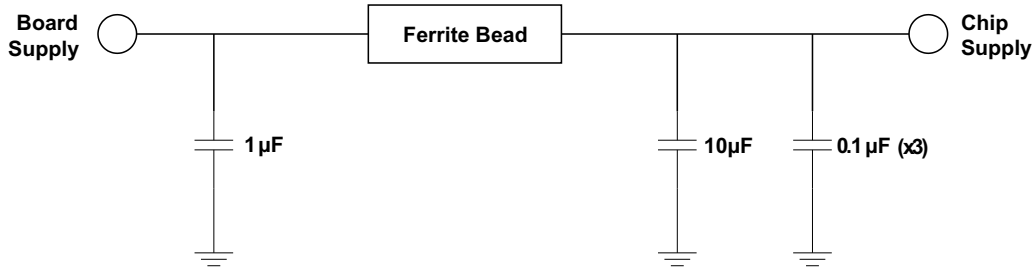 Board
Supply
Ferrite Bead
Chip
Supply
1 µF
10µF
0.1 µF (x3)